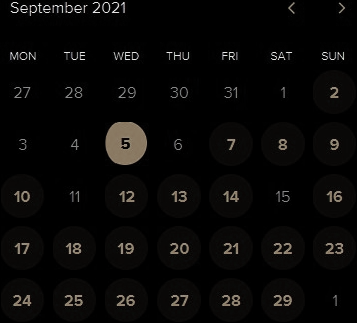 September 2021
MON TUE WED THU FRI SAT SUN
27 28 29 30 31 1 2
3 4 5 6 7 8 9
10 11 12 13 14 15 16
17 18 19 20 21 22 23
24 25 26 27 28 29 1